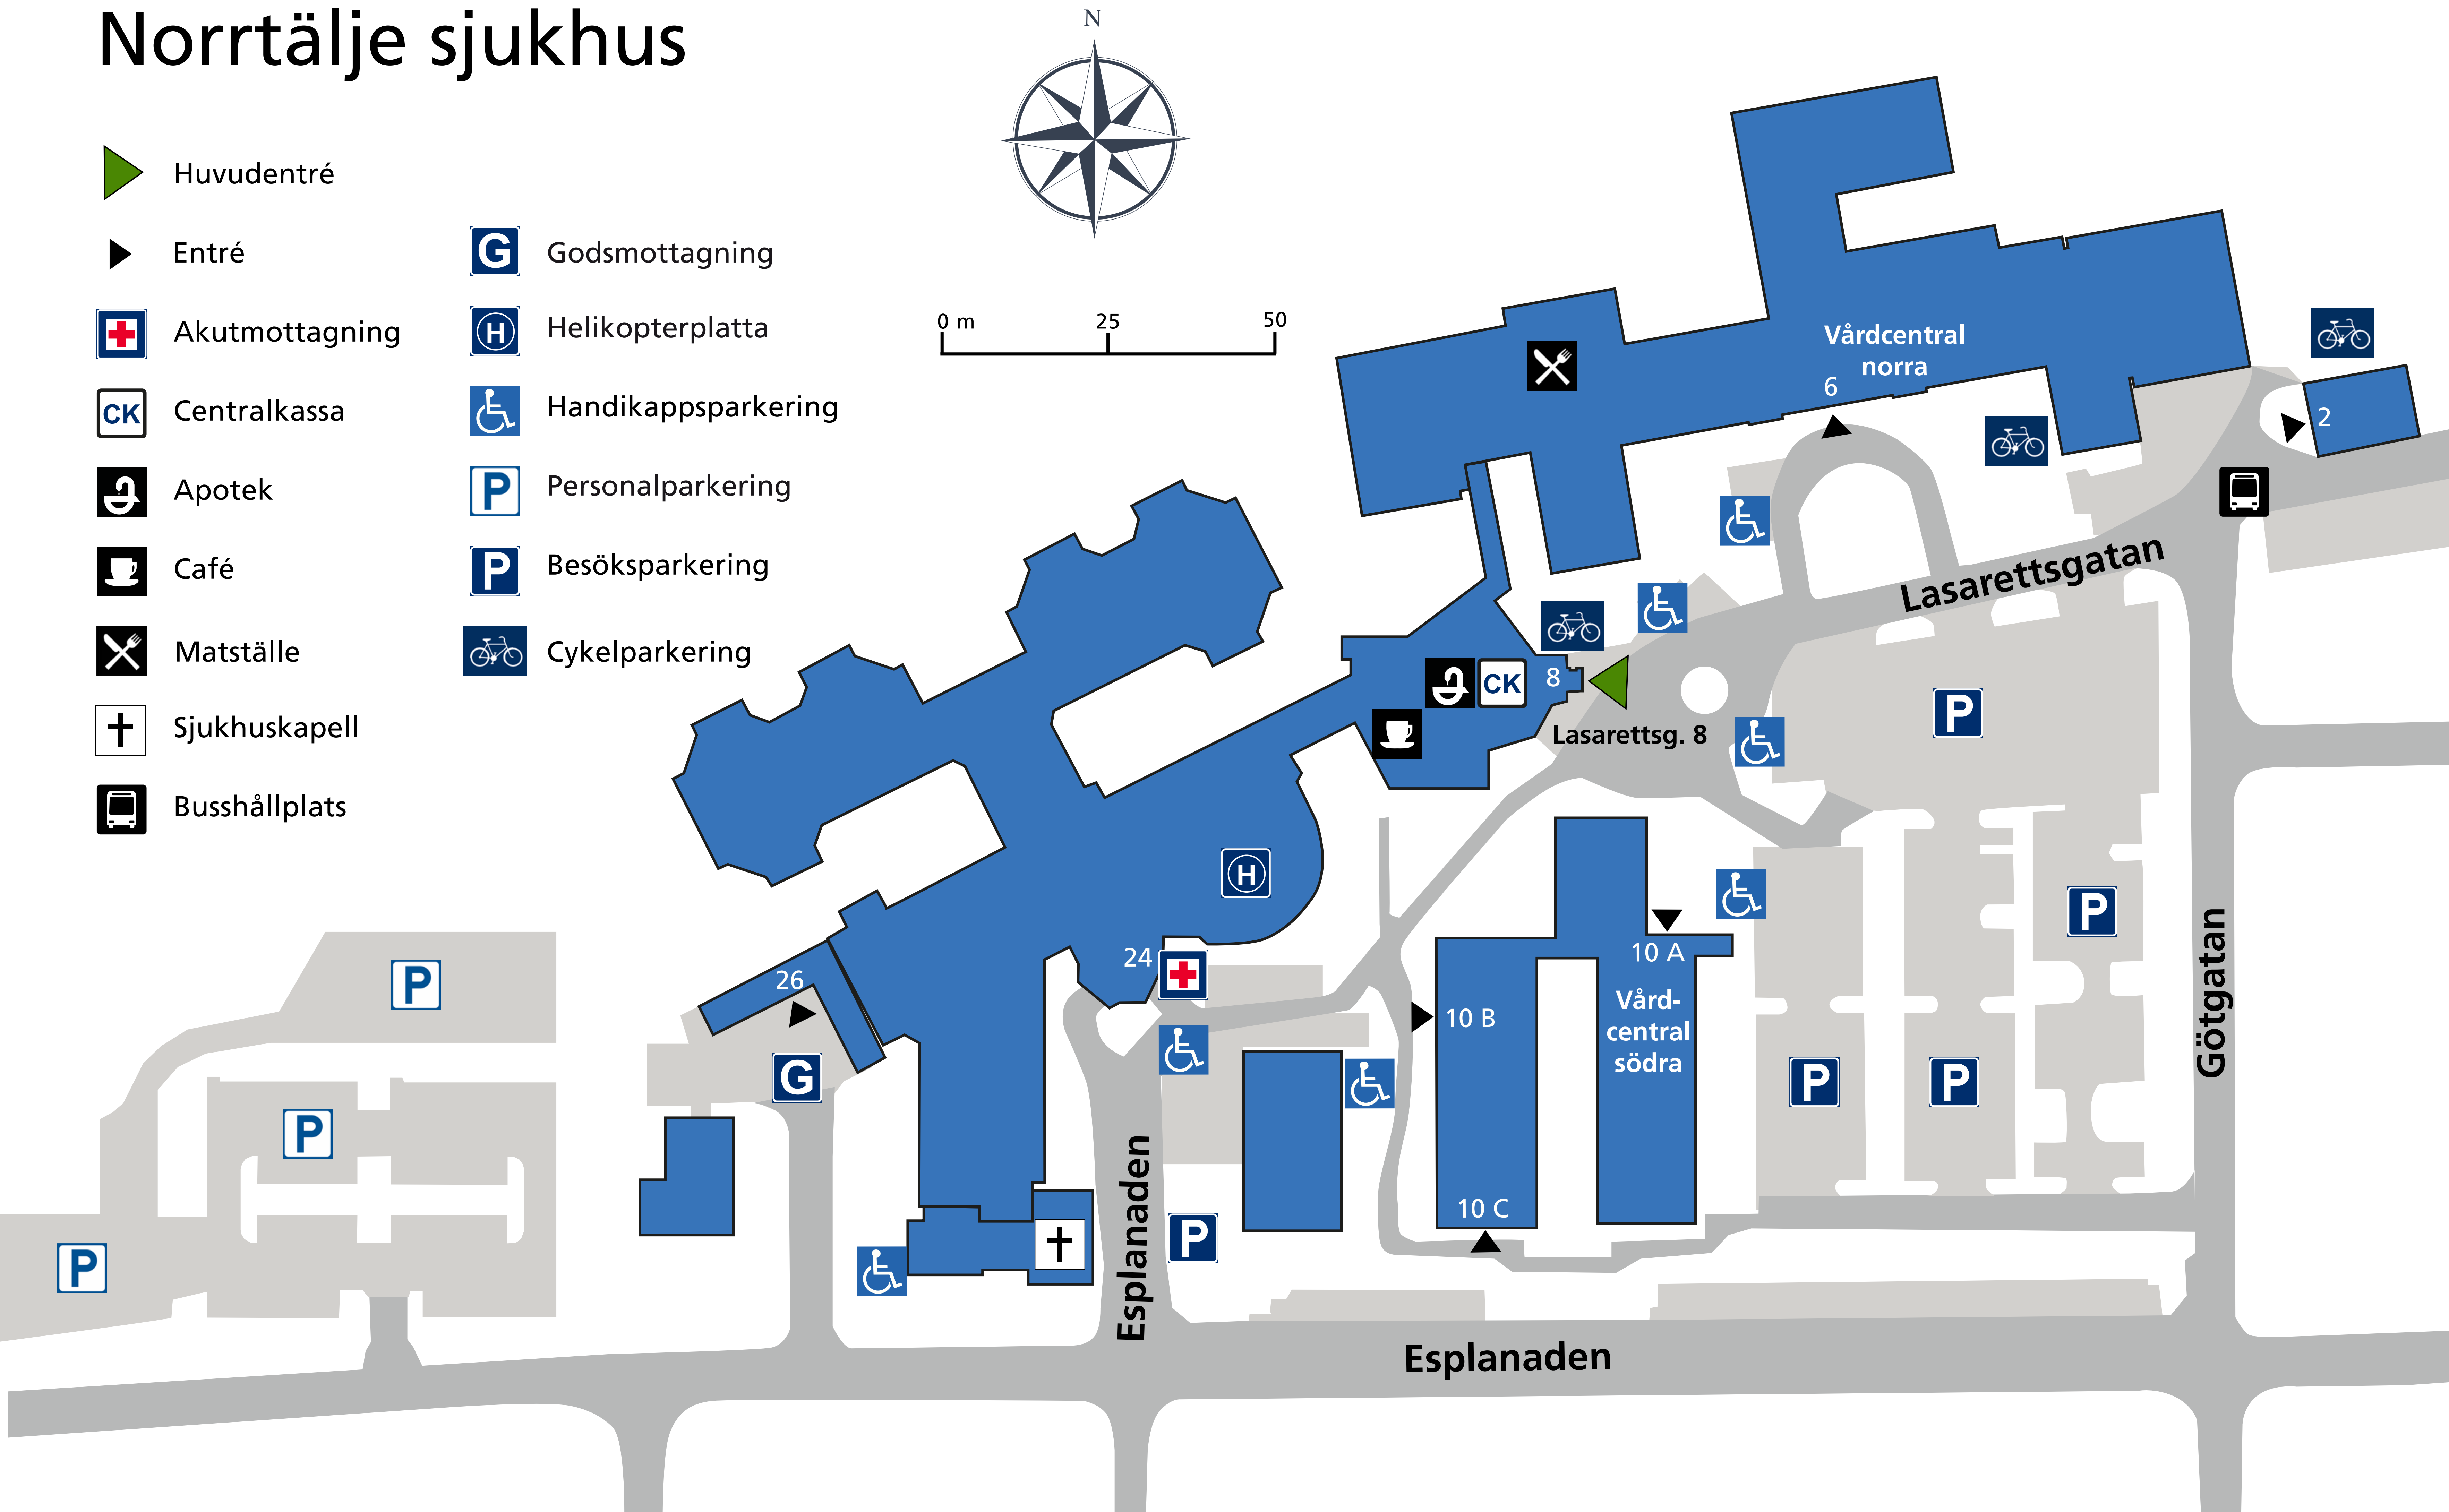 Norrtälje sjukhus
N
Huvudentré
Entré
Akutmottagning
CK
Centralkassa
Apotek
Café
Matställe
Sjukhuskapell
Busshållplats
G
Godsmottagning
H
Helikopterplatta
Handikappsparkering
P
Personalparkering
P
Besöksparkering
Cykelparkering
0 m
25
50
Vårdcentral
norra
6
2
Lasarettsgatan
CK
8
Lasarettsg. 8
P
H
P
24
10 A
26
P
10 B
Vård-
central
södra
Götgatan
G
P
P
P
10 C
P
P
Esplanaden
Esplanaden